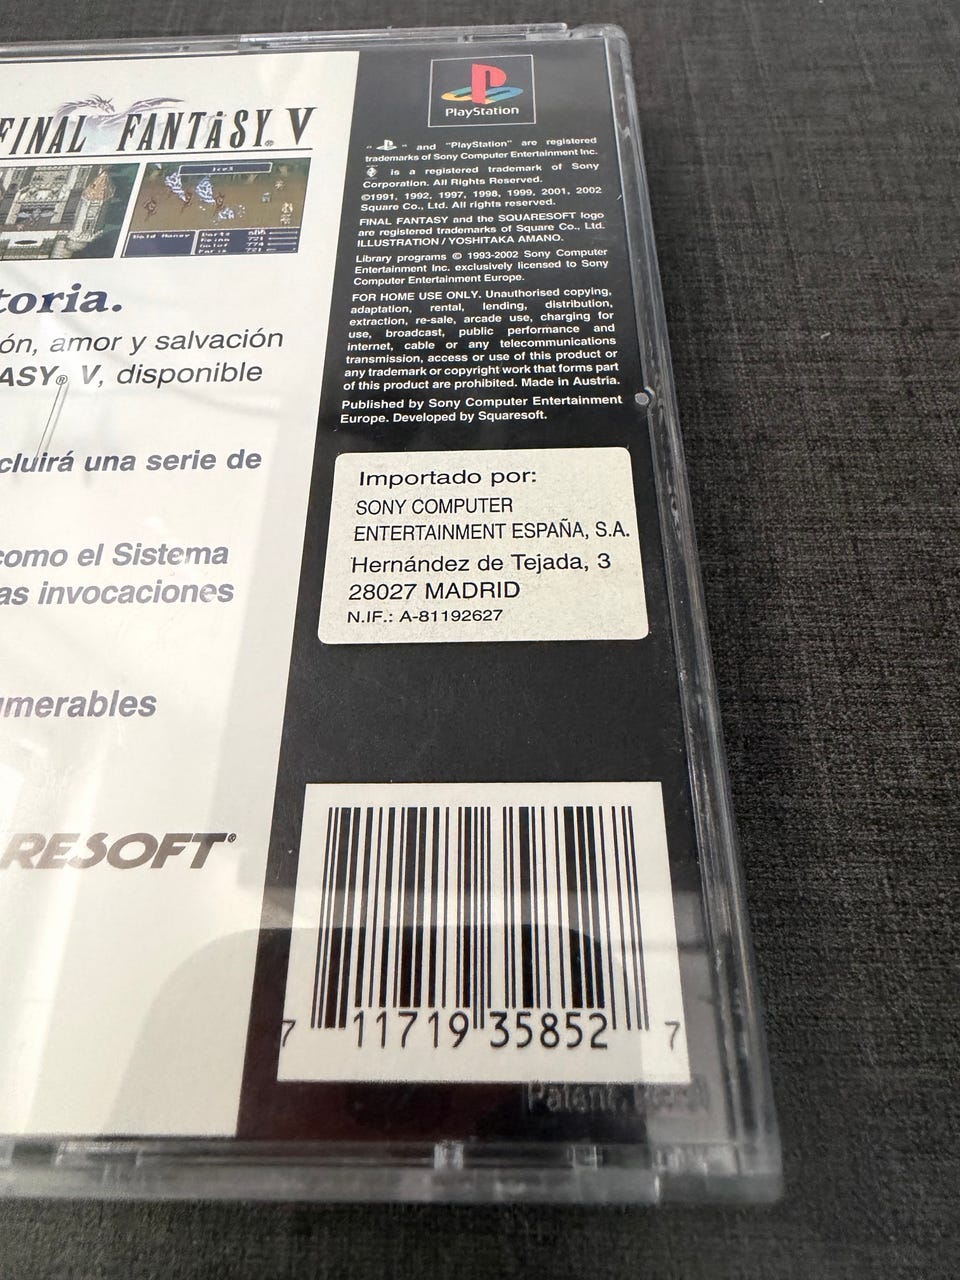 FINAL FANTASY® V
toria.
ón, amor y salvación
ASY® V, disponible
cluirá una serie de
como el Sistema
as invocaciones
umerables
RESOFT®
PlayStation
" " and "PlayStation" are registered
trademarks of Sony Computer Entertainment Inc.
is a registered trademark of Sony
Corporation. All Rights Reserved.
©1991, 1992, 1997, 1998, 1999, 2001, 2002
Square Co., Ltd. All rights reserved.
FINAL FANTASY and the SQUARESOFT logo
are registered trademarks of Square Co., Ltd.
ILLUSTRATION / YOSHITAKA AMANO.
Library programs © 1993-2002 Sony Computer
Entertainment Inc. exclusively licensed to Sony
Computer Entertainment Europe.
FOR HOME USE ONLY. Unauthorised copying,
adaptation, rental, lending, distribution,
extraction, re-sale, arcade use, charging for
use, broadcast, public performance and
internet, cable or any telecommunications
transmission, access or use of this product or
any trademark or copyright work that forms part
of this product are prohibited. Made in Austria.
Published by Sony Computer Entertainment
Europe. Developed by Squaresoft.
Importado por:
SONY COMPUTER
ENTERTAINMENT ESPAÑA, S.A.
Hernández de Tejada, 3
28027 MADRID
N.IF.: A-81192627
7 11719 35852 7